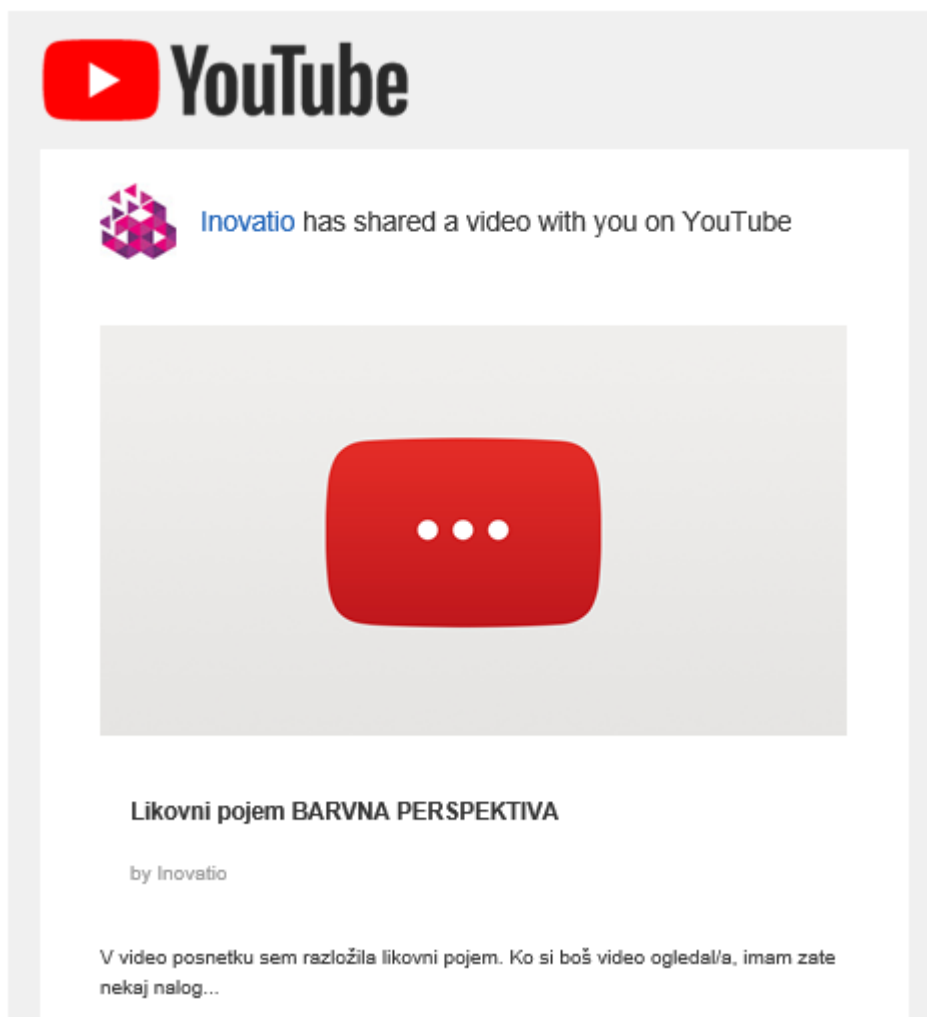 YouTube
Inovatio has shared a video with you on YouTube
Likovni pojem BARVNA PERSPEKTIVA
by Inovatio
V video posnetku sem razložila likovni pojem. Ko si boš video ogledal/a, imam zate
nekaj nalog...